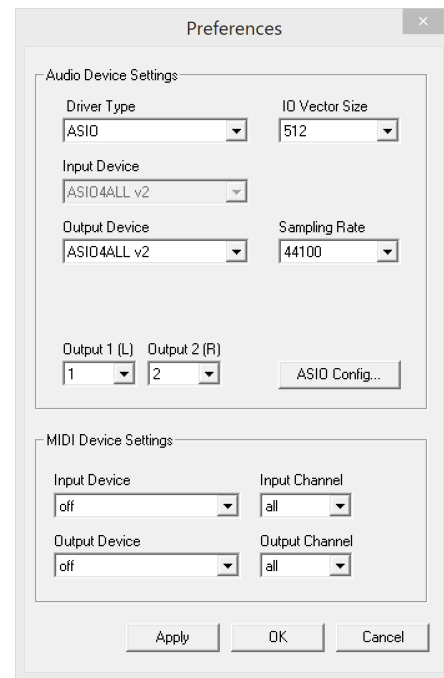 Preferences
Audio Device Settings
Driver Type IO Vector Size
ASIO 512
Input Device
ASIO4ALL v2
Output Device Sampling Rate
ASIO4ALL v2 44100
Output 1 (L) Output 2 (R)
1 2 ASIO Config...
MIDI Device Settings
Input Device Input Channel
off all
Output Device Output Channel
off all
Apply OK Cancel